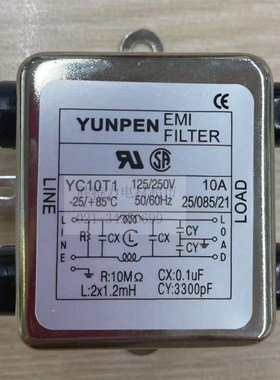 CE
YUNPEN EMI
FILTER
YC10T1 125/250V 10A
-25/+85℃ 50/60Hz 25/085/21
LINE
LOAD
L I N E
L O A D
R
CX
L
CX
CY
CY
R:10MΩ CX:0.1uF
L:2x1.2mH CY:3300pF